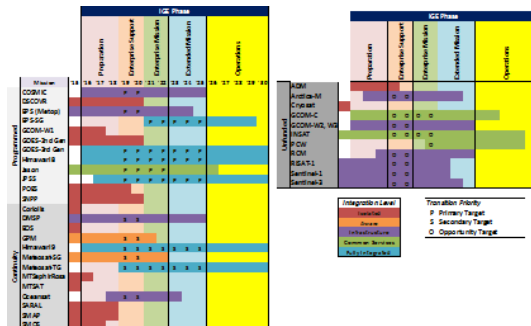 IGE Phase
Preparation
Enterprise Support
Enterprise Mission
Extended Mission
Operations
Mission
'15 '16 '17 '18 '19 '20 '21 '22 '23 '24 '25 '26 '27 '28 '29 '30
Programmed
COSMIC P P
DSCOVR
EPS (Metop) P P
EPS-SG P P P P P
GCOM-W1
GOES-2nd Gen
GOES-3rd Gen P P P P P P P
Himawari 8 P P P P P P P
Jason P P P P P P P
JPSS P P P P P P P
POES
SNPP
Continuity
Coriolis
DMSP S S
EOS
GPM S S
Himawari 9 S S S S S S S
Meteosat-SG S S
Meteosat-TG S S S S S S S
MTSAT
Oceansat S S
SARAL
SMAP
SMOS
IGE Phase
Preparation
Enterprise Support
Enterprise Mission
Extended Mission
Operations
Unfunded
ADM
Arctica-M O O
Cryosat
GCOM-C O O O O
GCOM-W2, W3
INSAT O O O O
PCW O
RCM O O
RISAT-1 O O
Sentinel-1 O O
Sentinel-3 O O
Integration Level
Isolated
Aware
Infrastructure
Common Services
Fully Integrated
Transition Priority
P Primary Target
S Secondary Target
O Opportunity Target